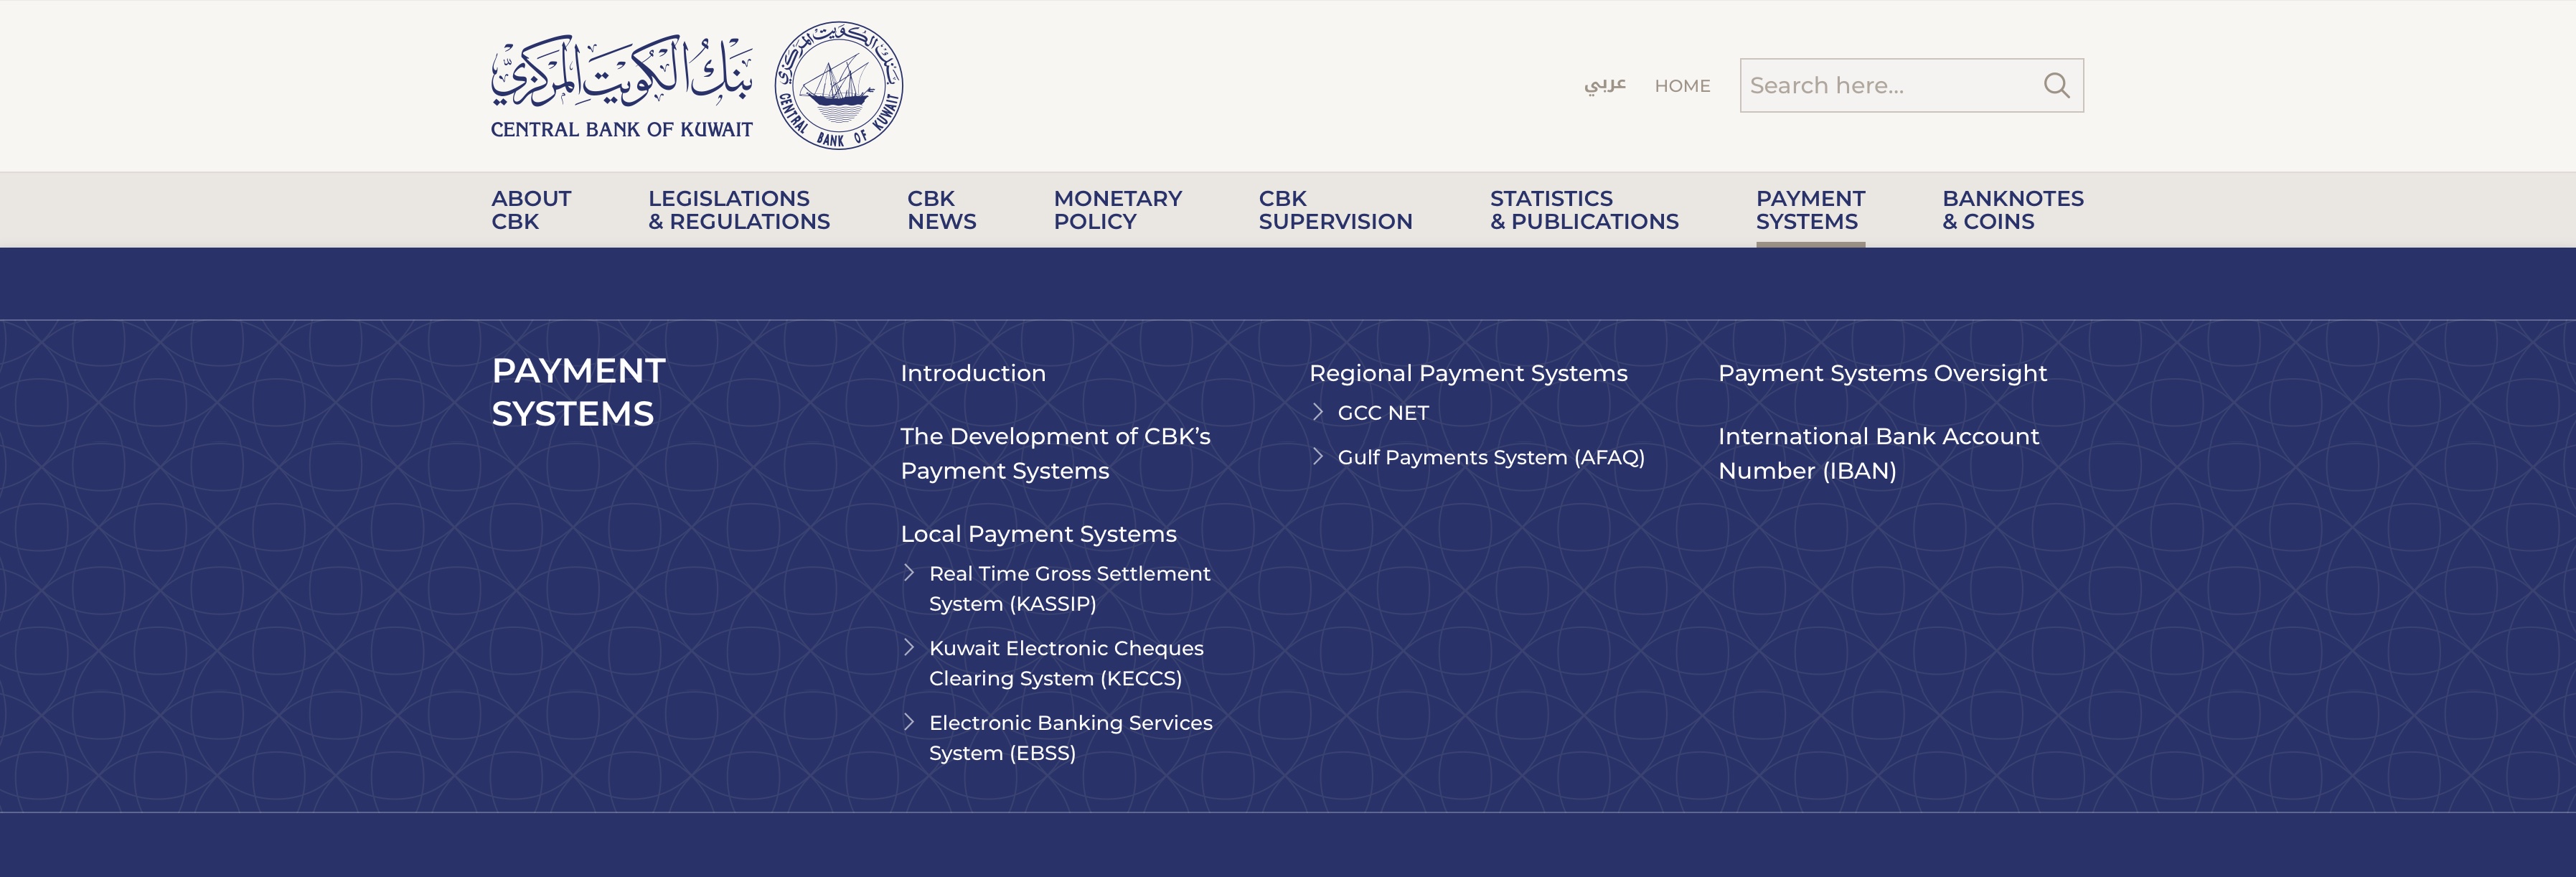 بنك الكويت المركزي
CENTRAL BANK OF KUWAIT
بنك الكويت المركزي
CENTRAL BANK OF KUWAIT
عربي
HOME
Search here...
ABOUT
CBK
LEGISLATIONS
& REGULATIONS
CBK
NEWS
MONETARY
POLICY
CBK
SUPERVISION
STATISTICS
& PUBLICATIONS
PAYMENT
SYSTEMS
BANKNOTES
& COINS
PAYMENT
SYSTEMS
Introduction
The Development of CBK’s
Payment Systems
Local Payment Systems
Real Time Gross Settlement
System (KASSIP)
Kuwait Electronic Cheques
Clearing System (KECCS)
Electronic Banking Services
System (EBSS)
Regional Payment Systems
GCC NET
Gulf Payments System (AFAQ)
Payment Systems Oversight
International Bank Account
Number (IBAN)